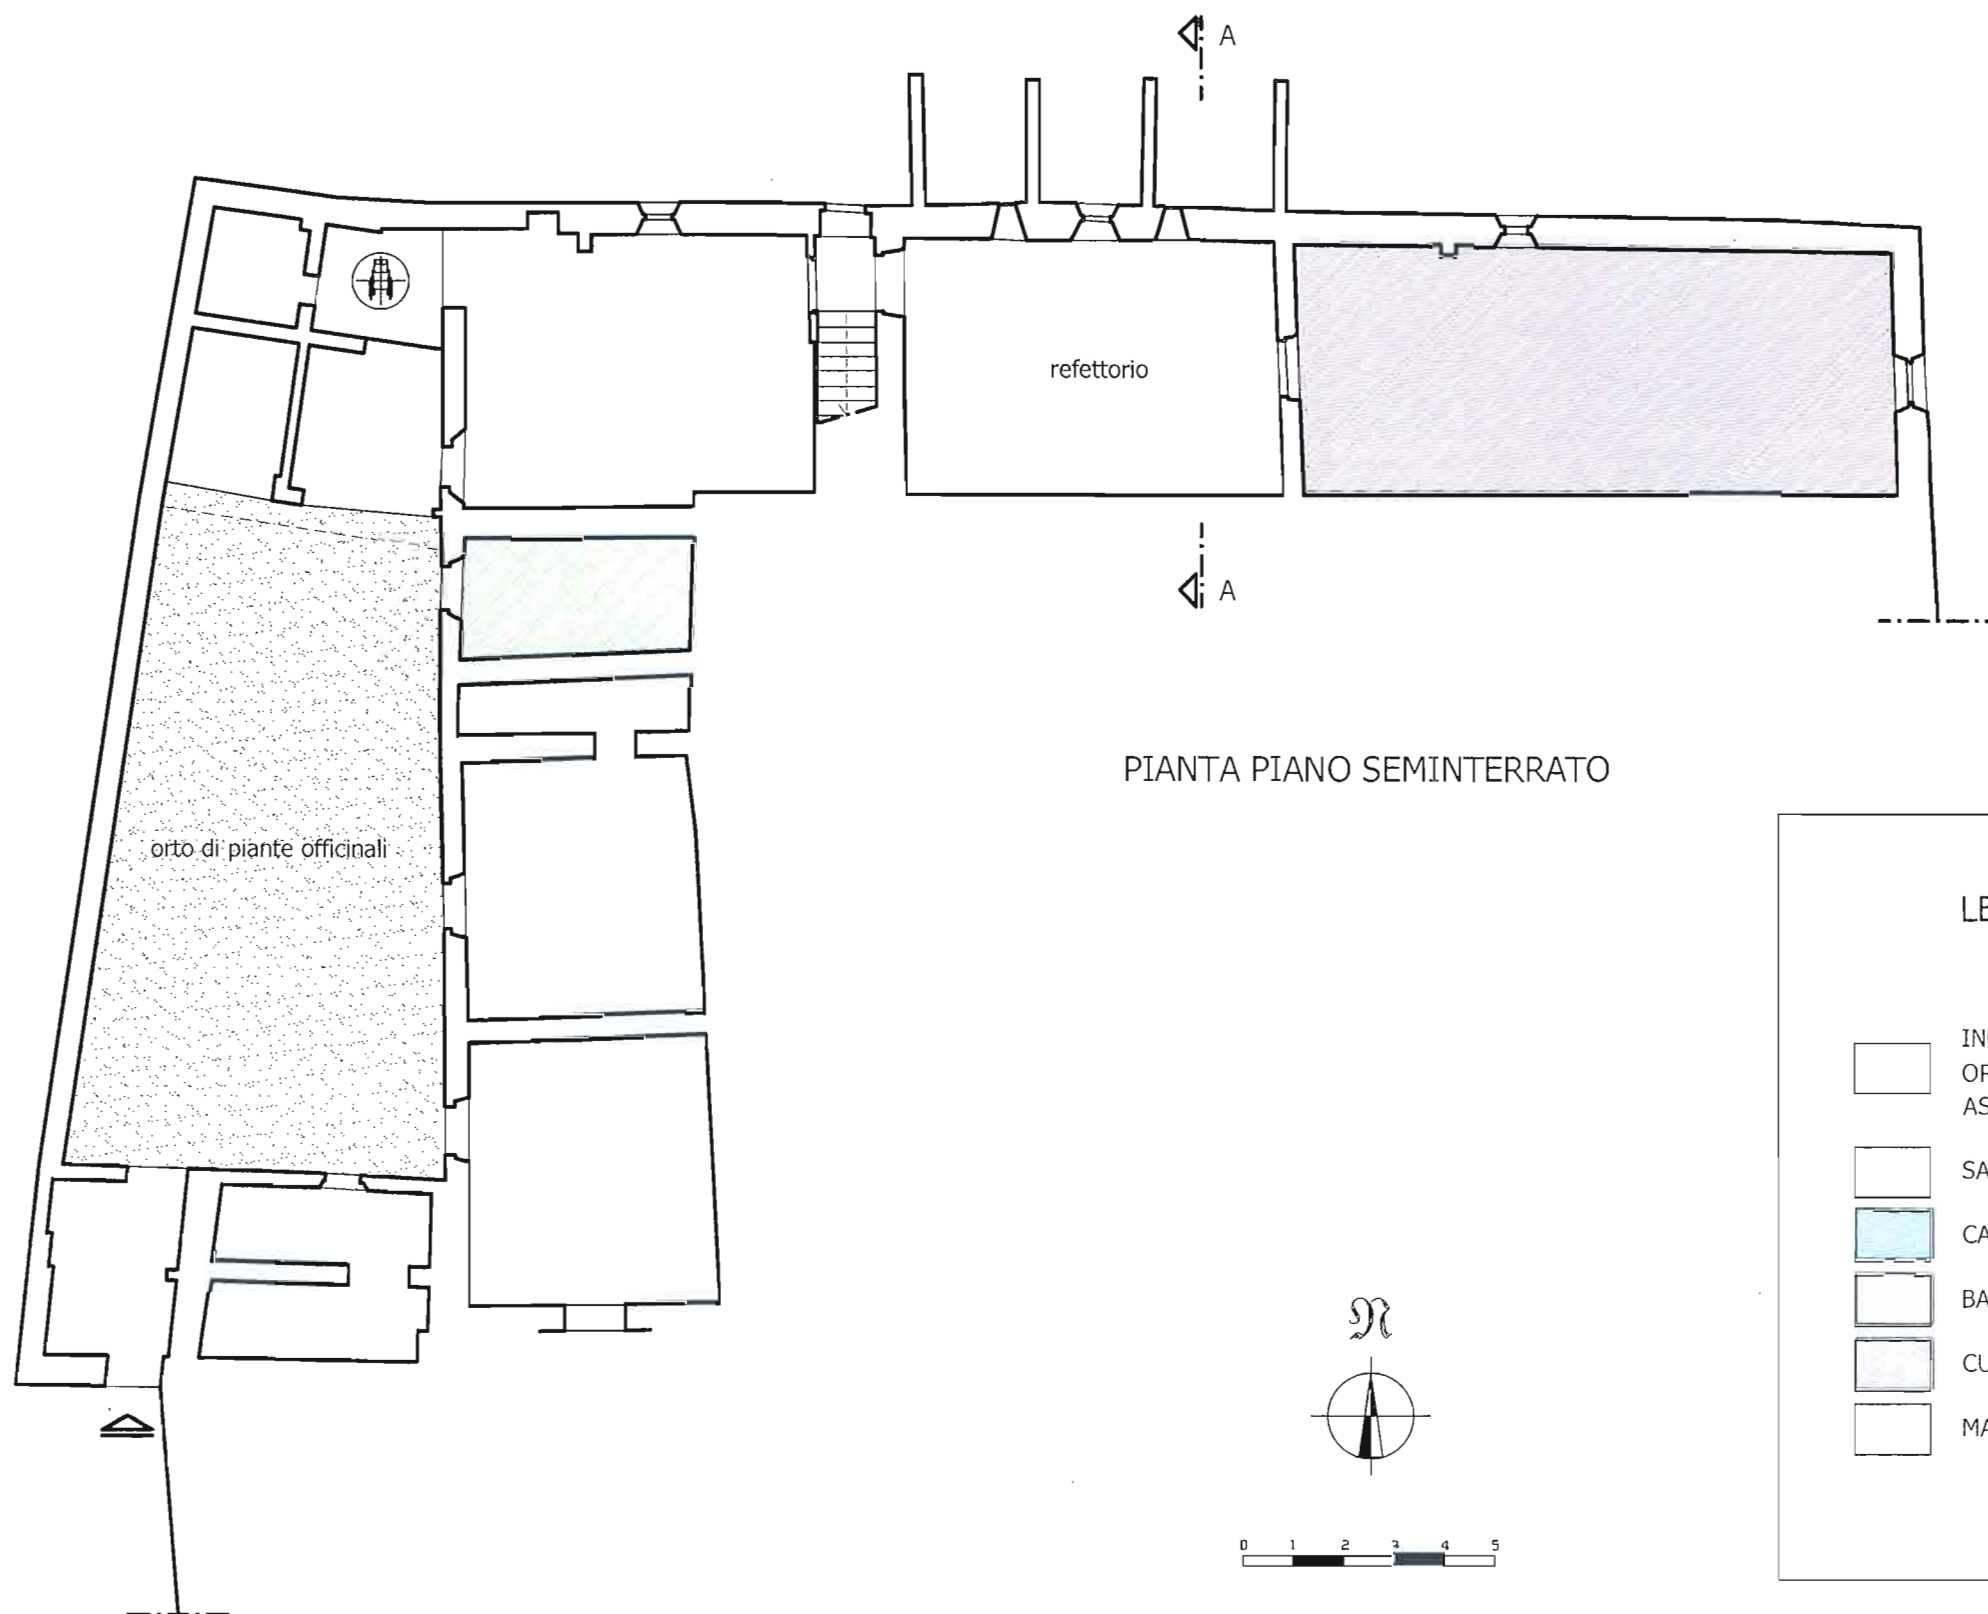 A
refettorio
A
PIANTA PIANO SEMINTERRATO
orto di piante officinali
LE
IN
OR
AS
SA
CA
BA
CU
MA
N
0 1 2 3 4 5